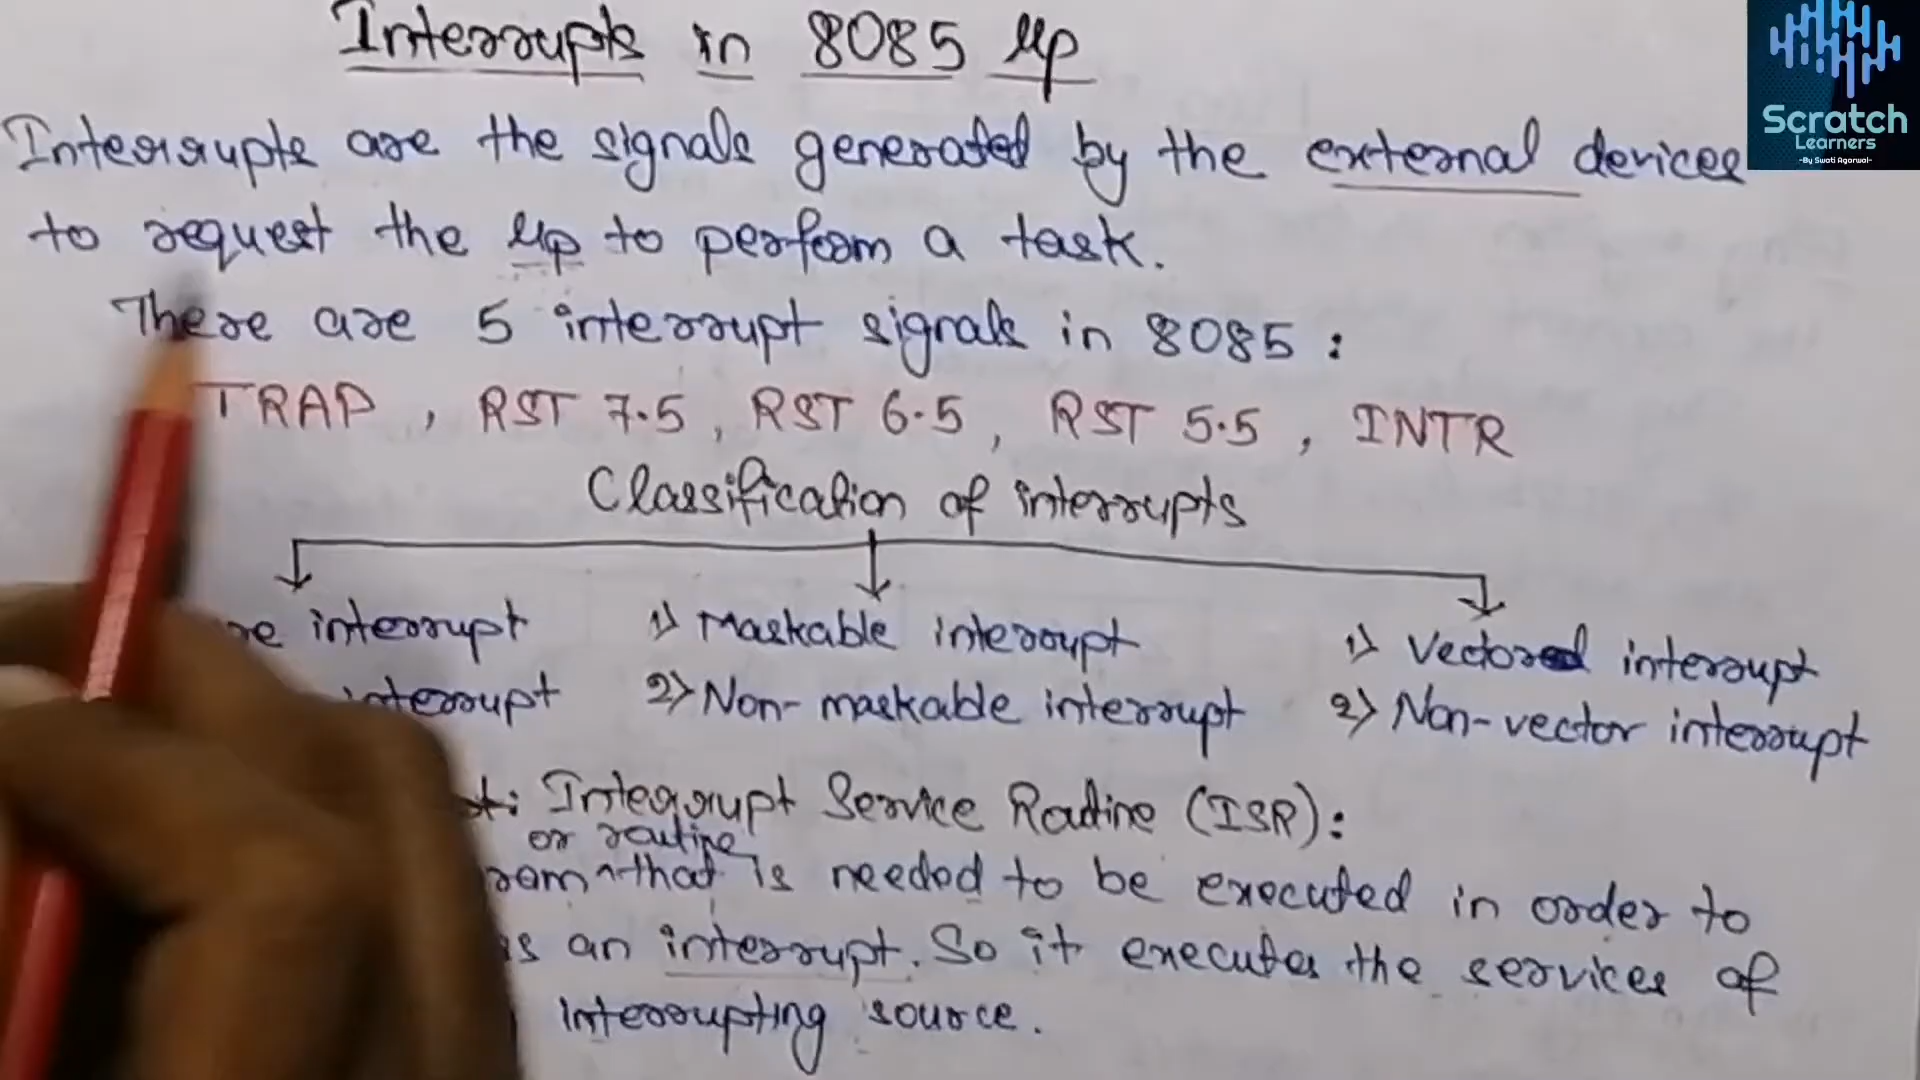 Interrupts in 8085 μp
Interrupts are the signals generated by the external devices
to request the μp to perform a task.
There are 5 interrupt signals in 8085 :
TRAP , RST 7.5 , RST 6.5 , RST 5.5 , INTR
Classification of interrupts
interrupt 1) Maskable interrupt 1) Vectored interrupt
interrupt 2) Non-maskable interrupt 2) Non-vector interrupt
Interrupt Service Routine (ISR):
or routine
that is needed to be executed in order to
an interrupt. So it executes the services of
interrupting source.
Scratch
Learners
-By Swati Agarwal-